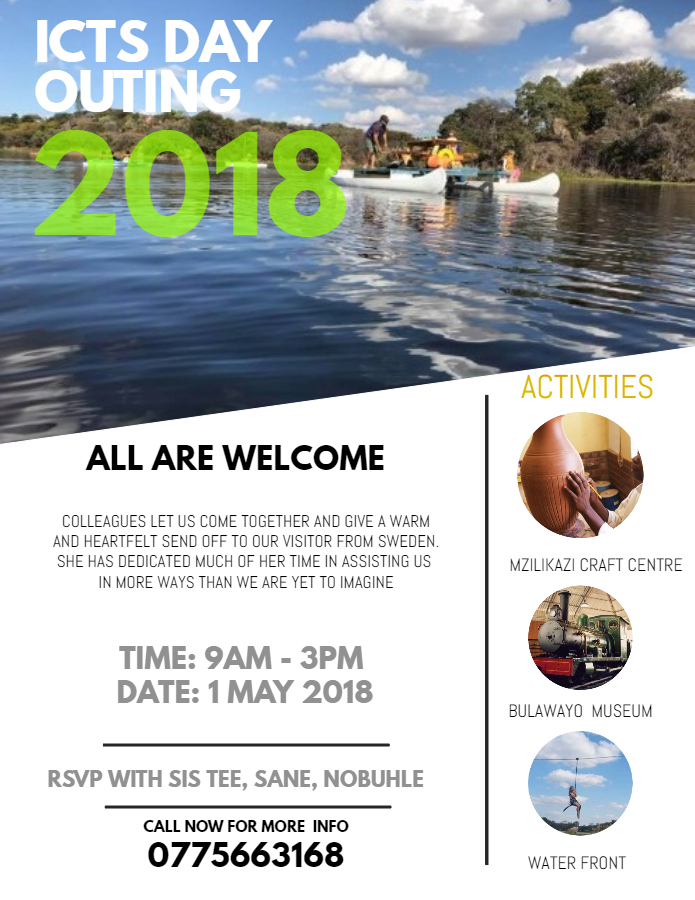 ICTS DAY
OUTING
2018
ALL ARE WELCOME
COLLEAGUES LET US COME TOGETHER AND GIVE A WARM
AND HEARTFELT SEND OFF TO OUR VISITOR FROM SWEDEN.
SHE HAS DEDICATED MUCH OF HER TIME IN ASSISTING US
IN MORE WAYS THAN WE ARE YET TO IMAGINE
TIME: 9AM - 3PM
DATE: 1 MAY 2018
RSVP WITH SIS TEE, SANE, NOBUHLE
CALL NOW FOR MORE INFO
0775663168
ACTIVITIES
MZILIKAZI CRAFT CENTRE
BULAWAYO MUSEUM
WATER FRONT